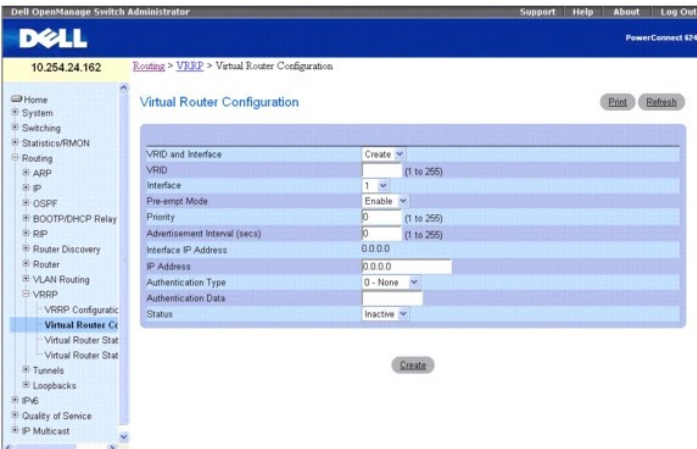 Dell OpenManage Switch Administrator
Support Help About Log Out
DELL
PowerConnect 624
10.254.24.162
Routing > VRRP > Virtual Router Configuration
Home
System
Switching
Statistics/RMON
Routing
ARP
IP
OSPF
BOOTP/DHCP Relay
RIP
Router Discovery
Router
VLAN Routing
VRRP
VRRP Configuratic
Virtual Router Cc
Virtual Router Stat
Virtual Router Stat
Tunnels
Loopbacks
IPv6
Quality of Service
IP Multicast
Virtual Router Configuration
Print Refresh
VRID and Interface Create
VRID (1 to 255)
Interface 1
Pre-empt Mode Enable
Priority 0 (1 to 255)
Advertisement Interval (secs) 0 (1 to 255)
Interface IP Address 0.0.0.0
IP Address 0.0.0.0
Authentication Type 0 - None
Authentication Data
Status Inactive
Create